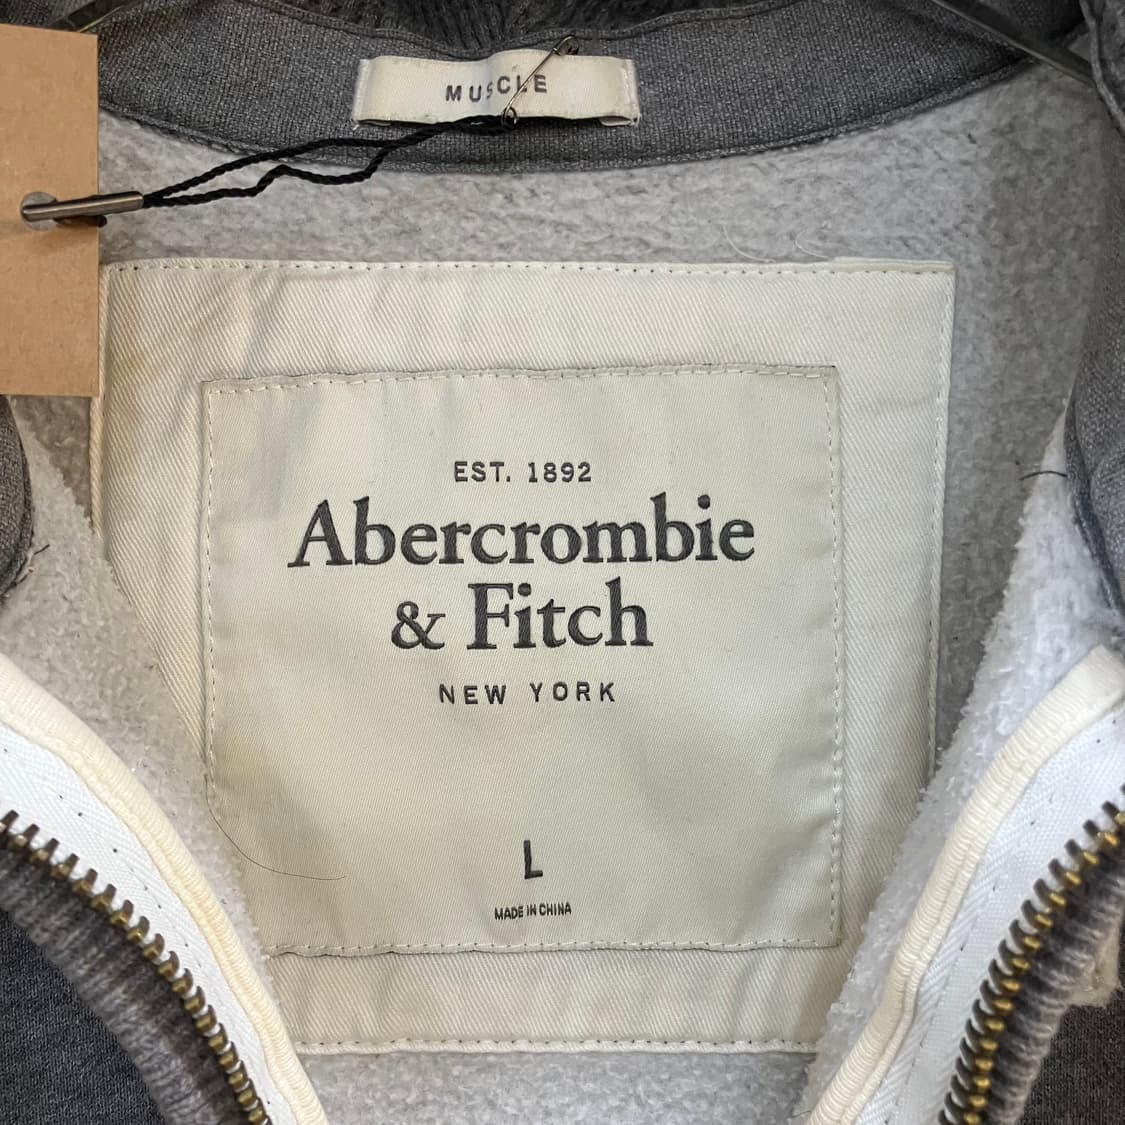 MUSCLE
EST. 1892
Abercrombie
& Fitch
NEW YORK
L
MADE IN CHINA